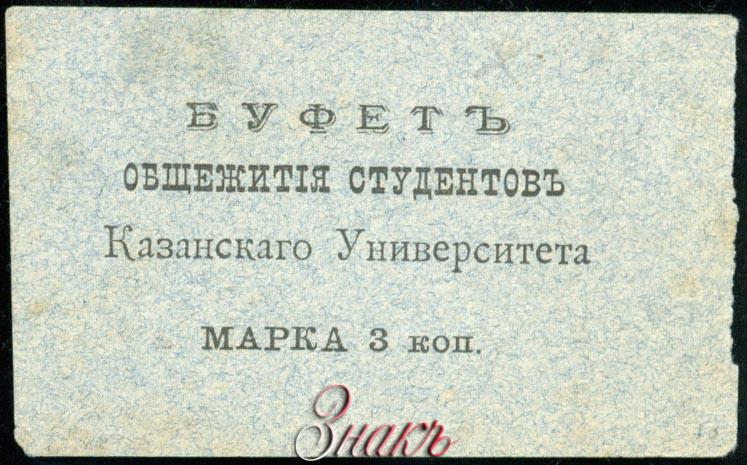 БУФЕТЪ
ОБЩЕЖИТІЯ СТУДЕНТОВЪ
Казанскаго Университета
МАРКА 3 коп.
Знакъ